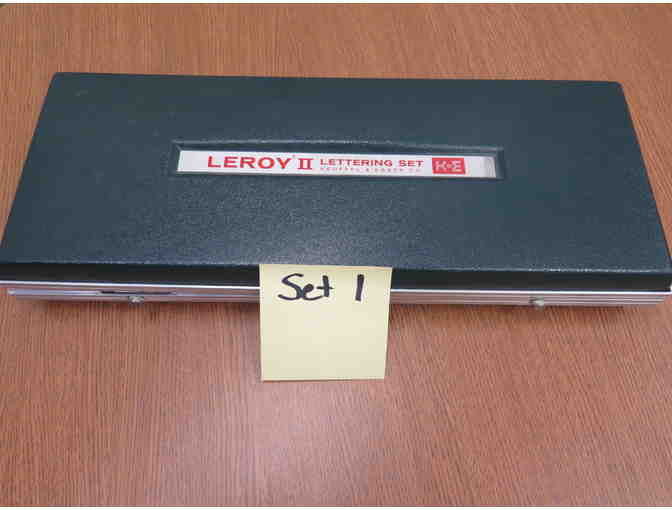 LEROY® II LETTERING SET K+E
KEUFFEL & ESSER CO.
Set 1